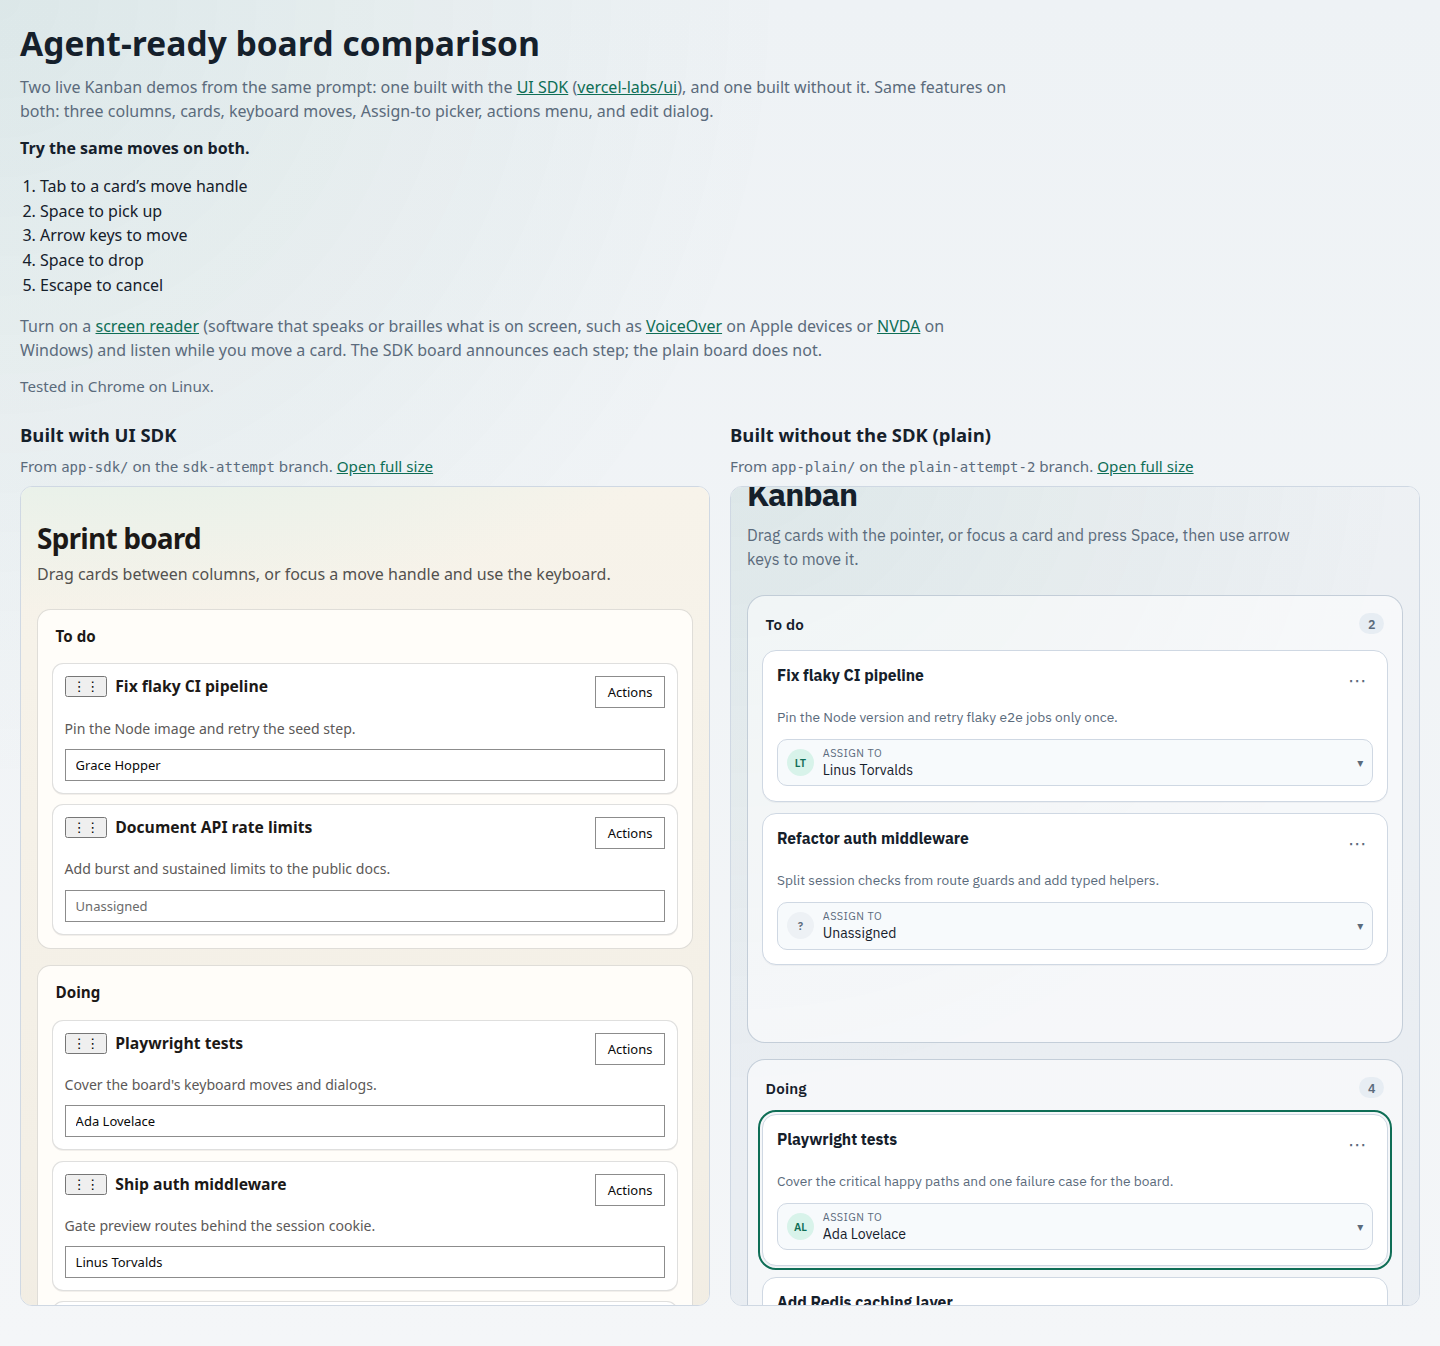 Agent-ready board comparison
Two live Kanban demos from the same prompt: one built with the UI SDK (vercel-labs/ui), and one built without it. Same features on
both: three columns, cards, keyboard moves, Assign-to picker, actions menu, and edit dialog.
Try the same moves on both.
1. Tab to a card’s move handle
2. Space to pick up
3. Arrow keys to move
4. Space to drop
5. Escape to cancel
Turn on a screen reader (software that speaks or brailles what is on screen, such as VoiceOver on Apple devices or NVDA on
Windows) and listen while you move a card. The SDK board announces each step; the plain board does not.
Tested in Chrome on Linux.
Built with UI SDK
From app-sdk/ on the sdk-attempt branch. Open full size
Sprint board
Drag cards between columns, or focus a move handle and use the keyboard.
To do
Fix flaky CI pipeline
Actions
Pin the Node image and retry the seed step.
Grace Hopper
Document API rate limits
Actions
Add burst and sustained limits to the public docs.
Unassigned
Doing
Playwright tests
Actions
Cover the board's keyboard moves and dialogs.
Ada Lovelace
Ship auth middleware
Actions
Gate preview routes behind the session cookie.
Linus Torvalds
Built without the SDK (plain)
From app-plain/ on the plain-attempt-2 branch. Open full size
Kanban
Drag cards with the pointer, or focus a card and press Space, then use arrow
keys to move it.
To do
2
Fix flaky CI pipeline
...
Pin the Node version and retry flaky e2e jobs only once.
LT
ASSIGN TO
Linus Torvalds
Refactor auth middleware
...
Split session checks from route guards and add typed helpers.
?
ASSIGN TO
Unassigned
Doing
4
Playwright tests
...
Cover the critical happy paths and one failure case for the board.
AL
ASSIGN TO
Ada Lovelace
Add Redis caching layer